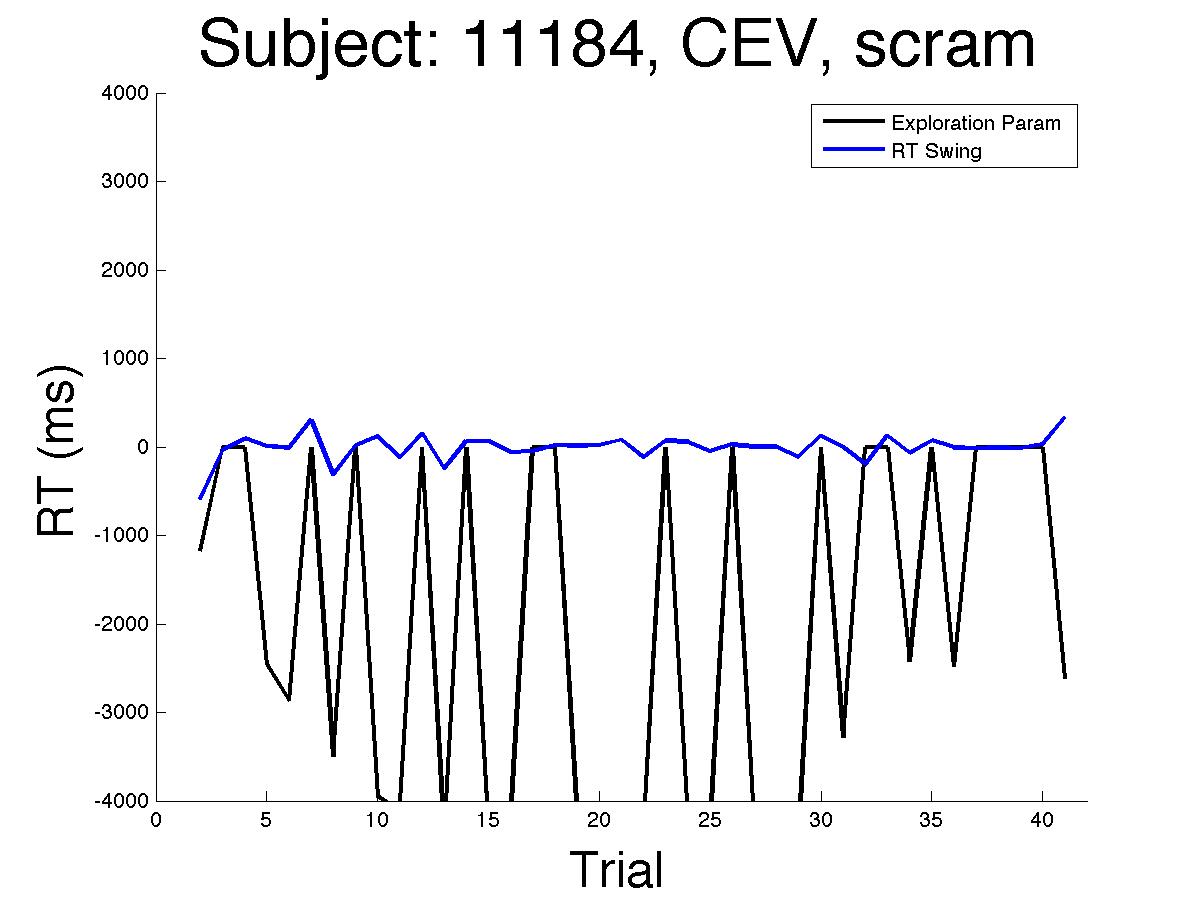 Subject: 11184, CEV, scram
4000
3000
2000
1000
0
-1000
-2000
-3000
-4000
RT (ms)
Exploration Param
RT Swing
0 5 10 15 20 25 30 35 40
Trial